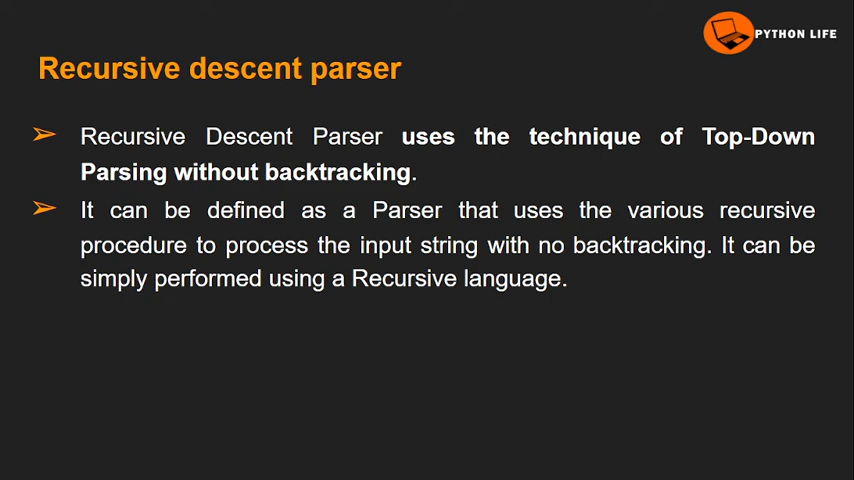 PYTHON LIFE
Recursive descent parser
➢ Recursive Descent Parser uses the technique of Top-Down
Parsing without backtracking.
➢ It can be defined as a Parser that uses the various recursive
procedure to process the input string with no backtracking. It can be
simply performed using a Recursive language.